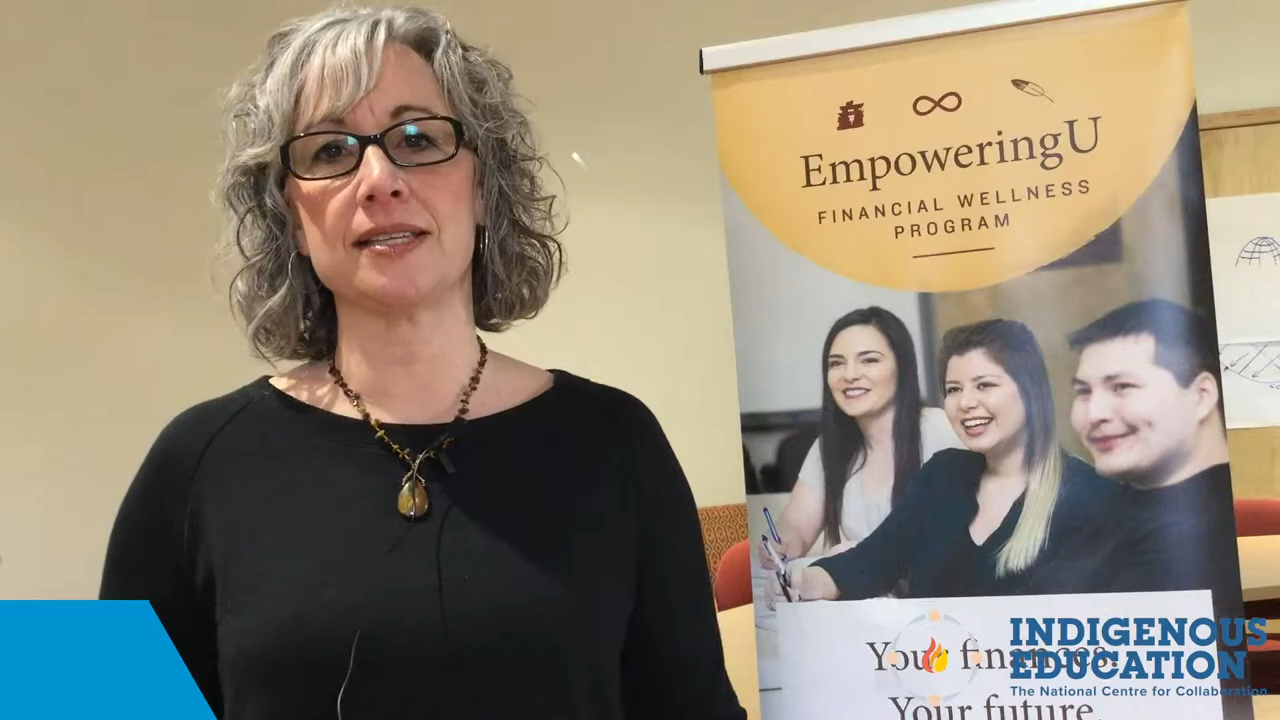 EmpoweringU
FINANCIAL WELLNESS
PROGRAM
Your finances.
Your future.
INDIGENOUS
EDUCATION
The National Centre for Collaboration